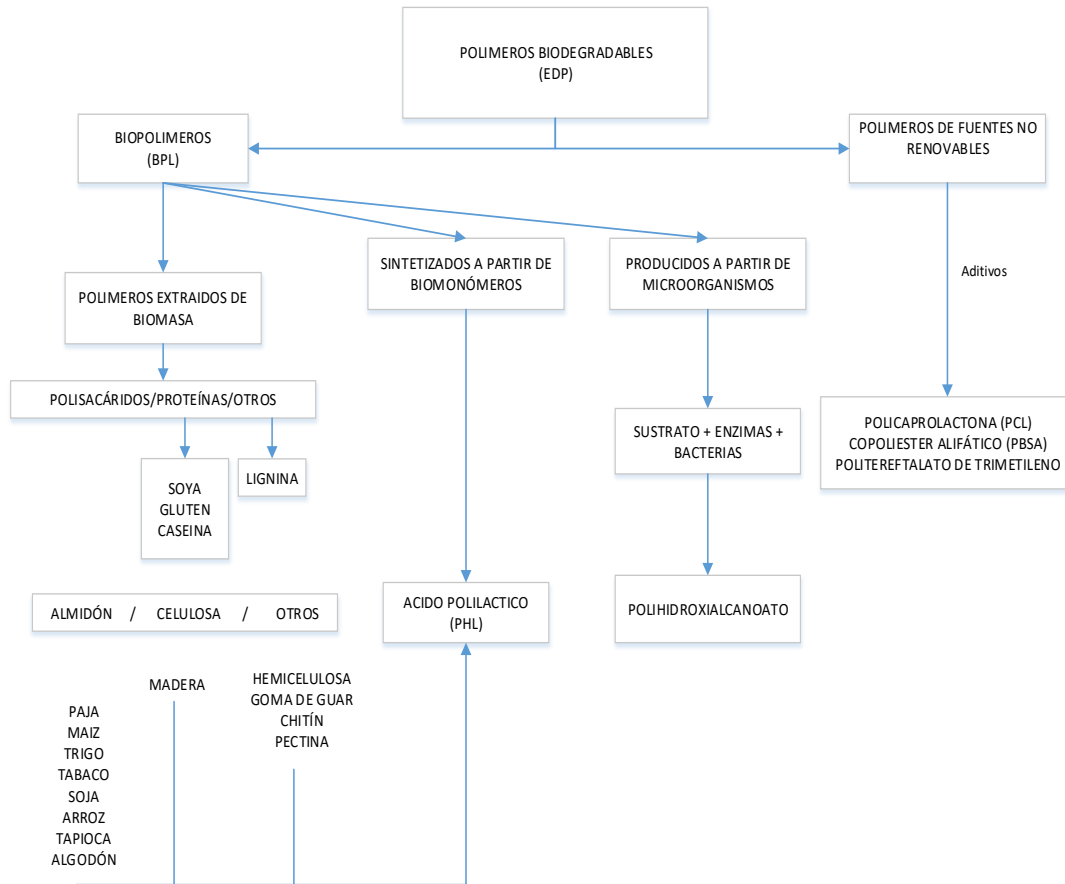 POLIMEROS BIODEGRADABLES
(EDP)
BIOPOLIMEROS
(BPL)
POLIMEROS DE FUENTES NO
RENOVABLES
SINTETIZADOS A PARTIR DE
BIOMONÓMEROS
PRODUCIDOS A PARTIR DE
MICROORGANISMOS
Aditivos
POLIMEROS EXTRAIDOS DE
BIOMASA
POLISACÁRIDOS/PROTEÍNAS/OTROS
SUSTRATO + ENZIMAS +
BACTERIAS
POLICAPROLACTONA (PCL)
COPOLIESTER ALIFÁTICO (PBSA)
POLITEREFTALATO DE TRIMETILENO
SOYA
GLUTEN
CASEINA
LIGNINA
ALMIDÓN / CELULOSA / OTROS
ACIDO POLILACTICO
(PHL)
POLIHIDROXIALCANOATO
PAJA
MAIZ
TRIGO
TABACO
SOJA
ARROZ
TAPIOCA
ALGODÓN
MADERA
HEMICELULOSA
GOMA DE GUAR
CHITÍN
PECTINA